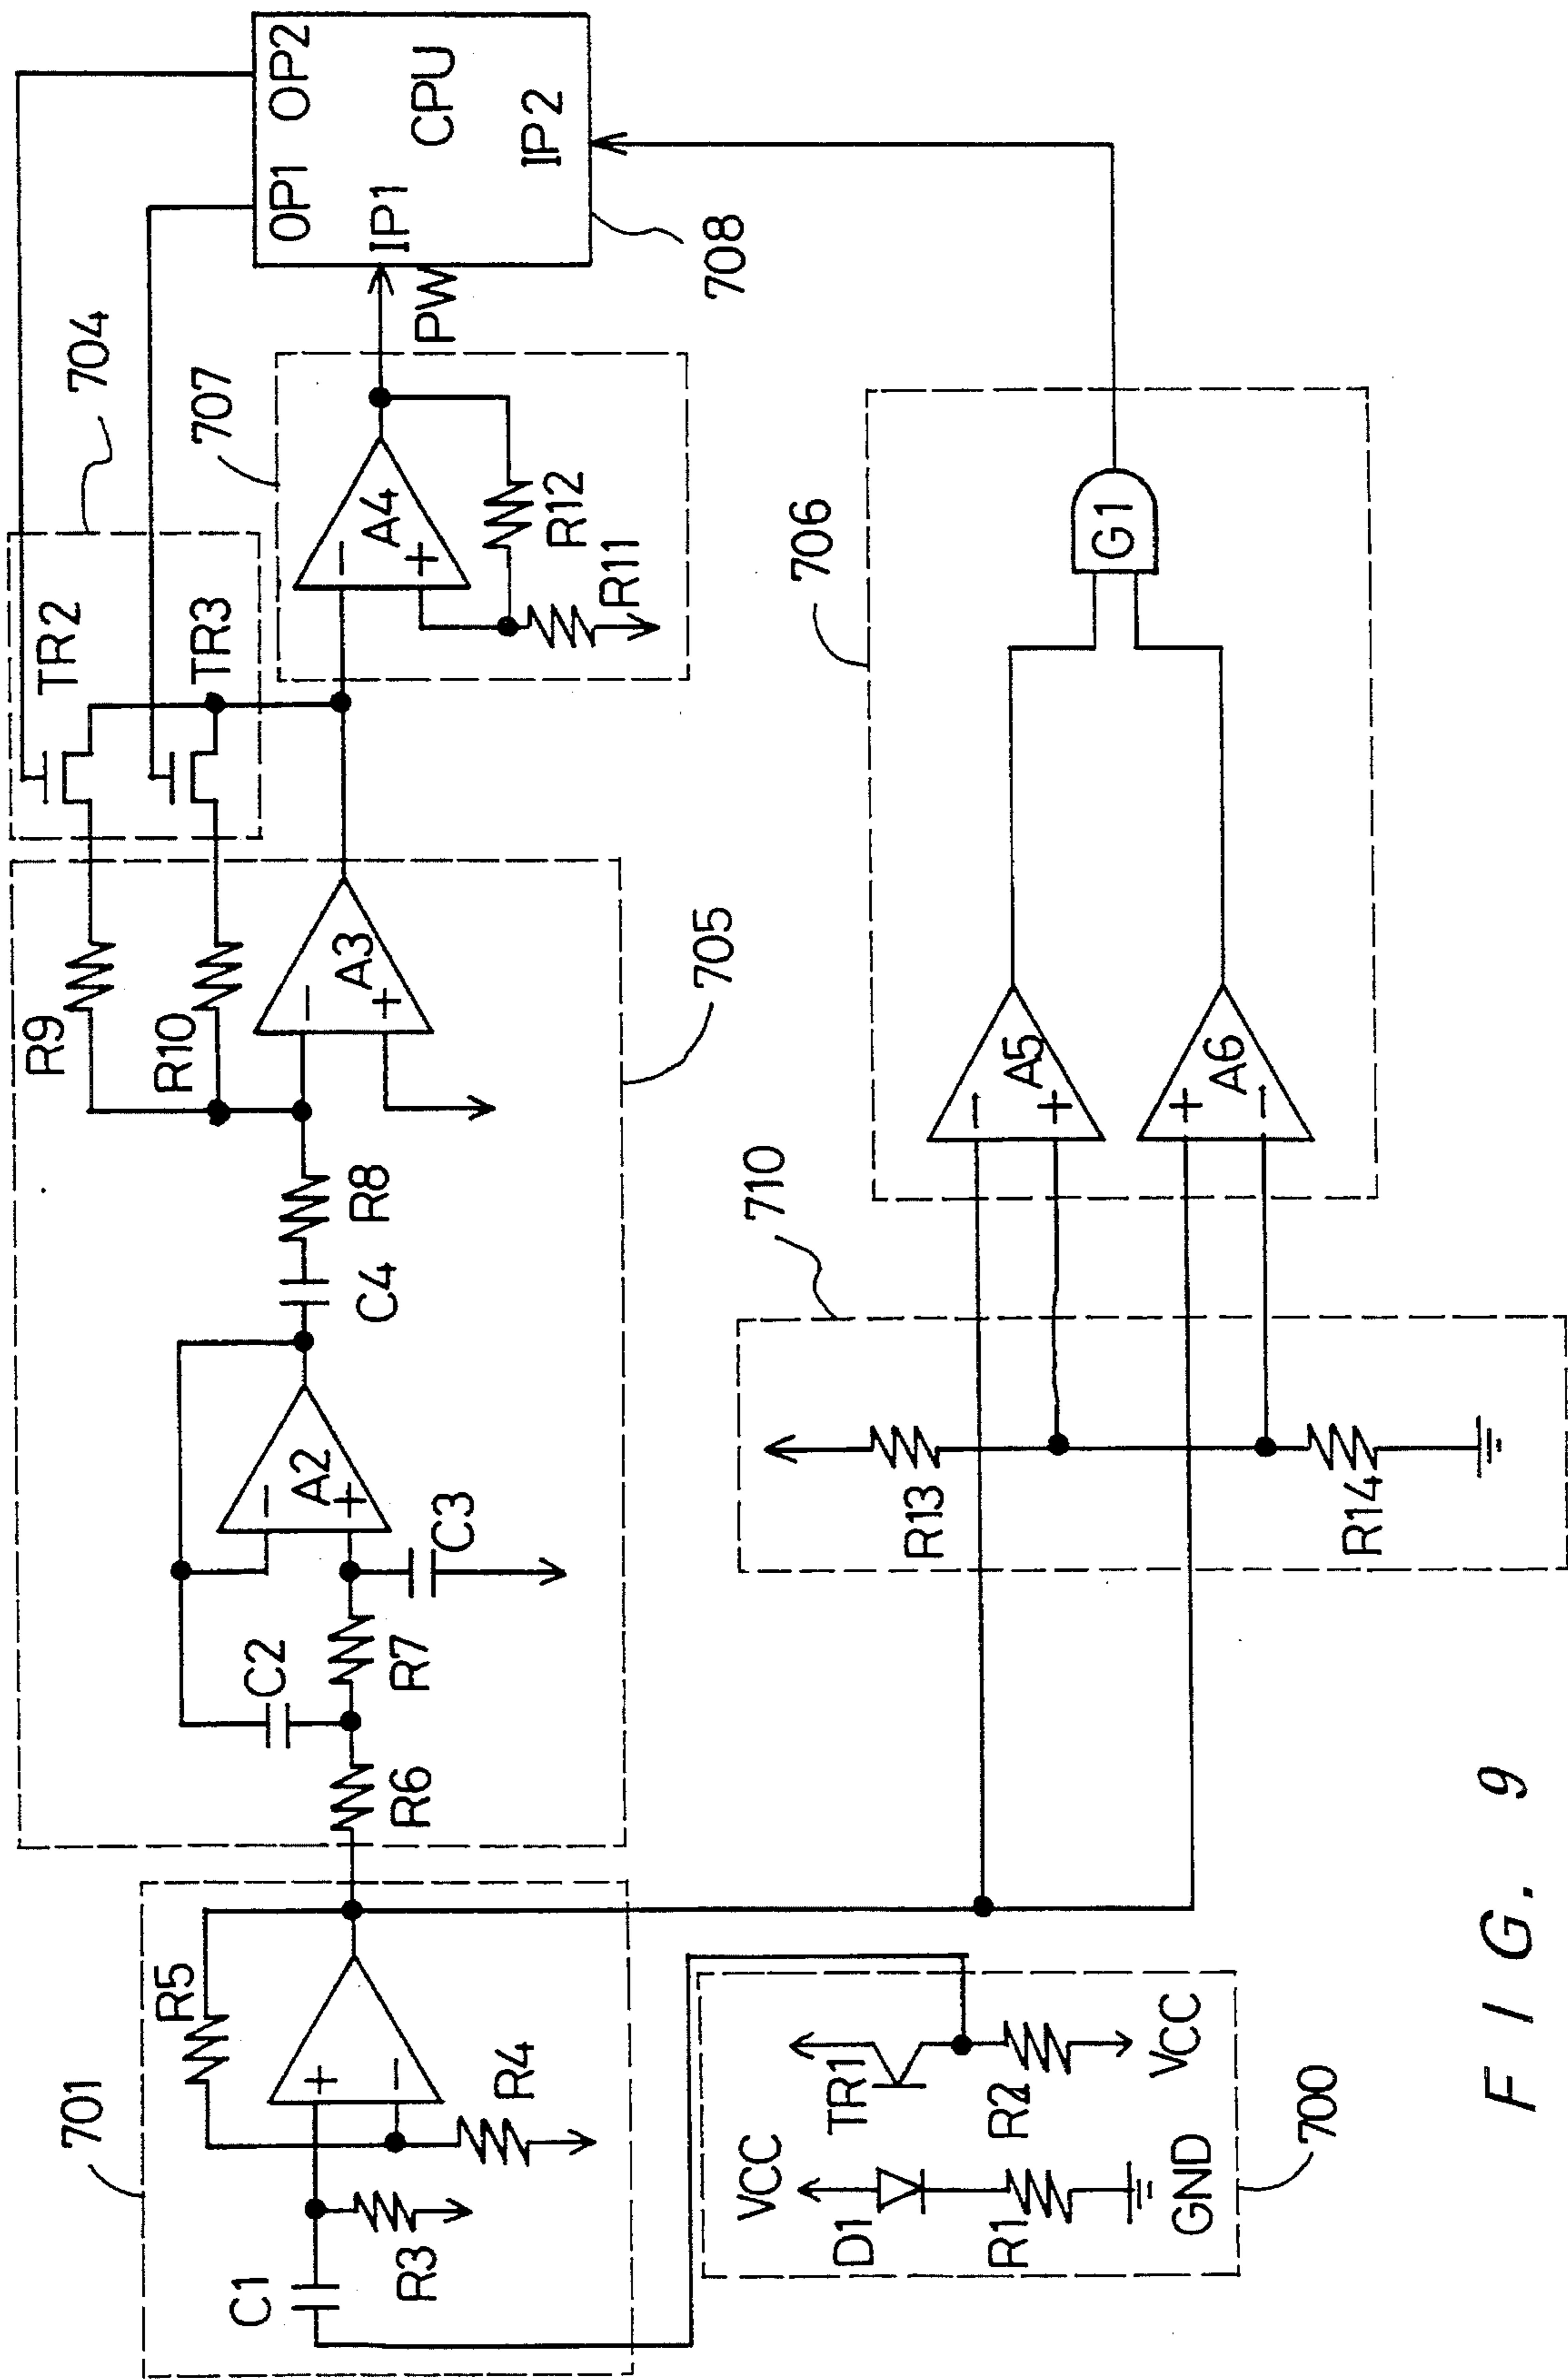 701
C1
R3
R5
+
−
R4
705
R6
C2
R7
C3
−
A2
+
C4
R8
R9
R10
−
A3
+
704
TR2
TR3
707
−
A4
+
R12
R11
PW
OP1
OP2
IP1
CPU
IP2
708
700
VCC
D1
R1
GND
TR1
R2
VCC
710
R13
R14
706
−
A5
+
+
A6
−
G1
FIG. 9